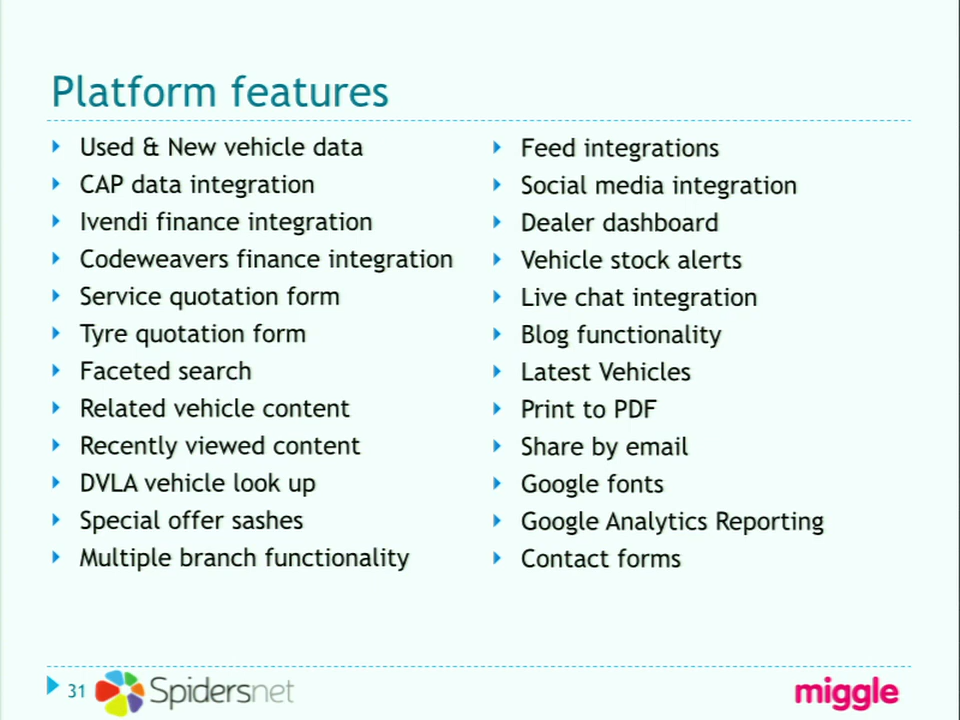 Platform features
Used & New vehicle data
CAP data integration
Ivendi finance integration
Codeweavers finance integration
Service quotation form
Tyre quotation form
Faceted search
Related vehicle content
Recently viewed content
DVLA vehicle look up
Special offer sashes
Multiple branch functionality
Feed integrations
Social media integration
Dealer dashboard
Vehicle stock alerts
Live chat integration
Blog functionality
Latest Vehicles
Print to PDF
Share by email
Google fonts
Google Analytics Reporting
Contact forms
31
Spidersnet
miggle